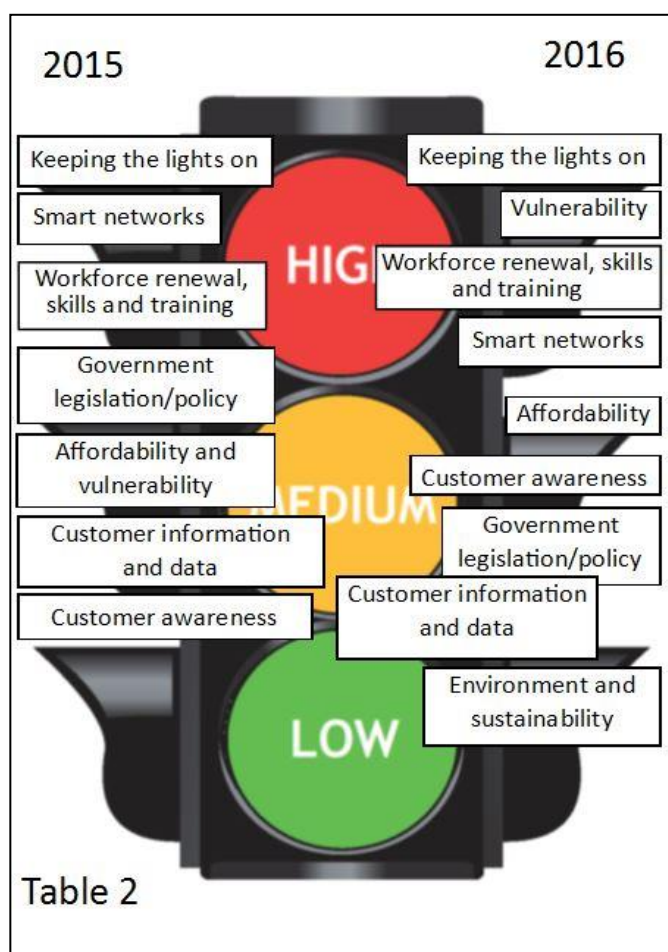 2015
2016
Keeping the lights on
Smart networks
Workforce renewal,
skills and training
Government
legislation/policy
Affordability and
vulnerability
Customer information
and data
Customer awareness
HIG
MEDIUM
LOW
Keeping the lights on
Vulnerability
Workforce renewal, skills
and training
Smart networks
Affordability
Customer awareness
Government
legislation/policy
Customer information
and data
Environment and
sustainability
Table 2